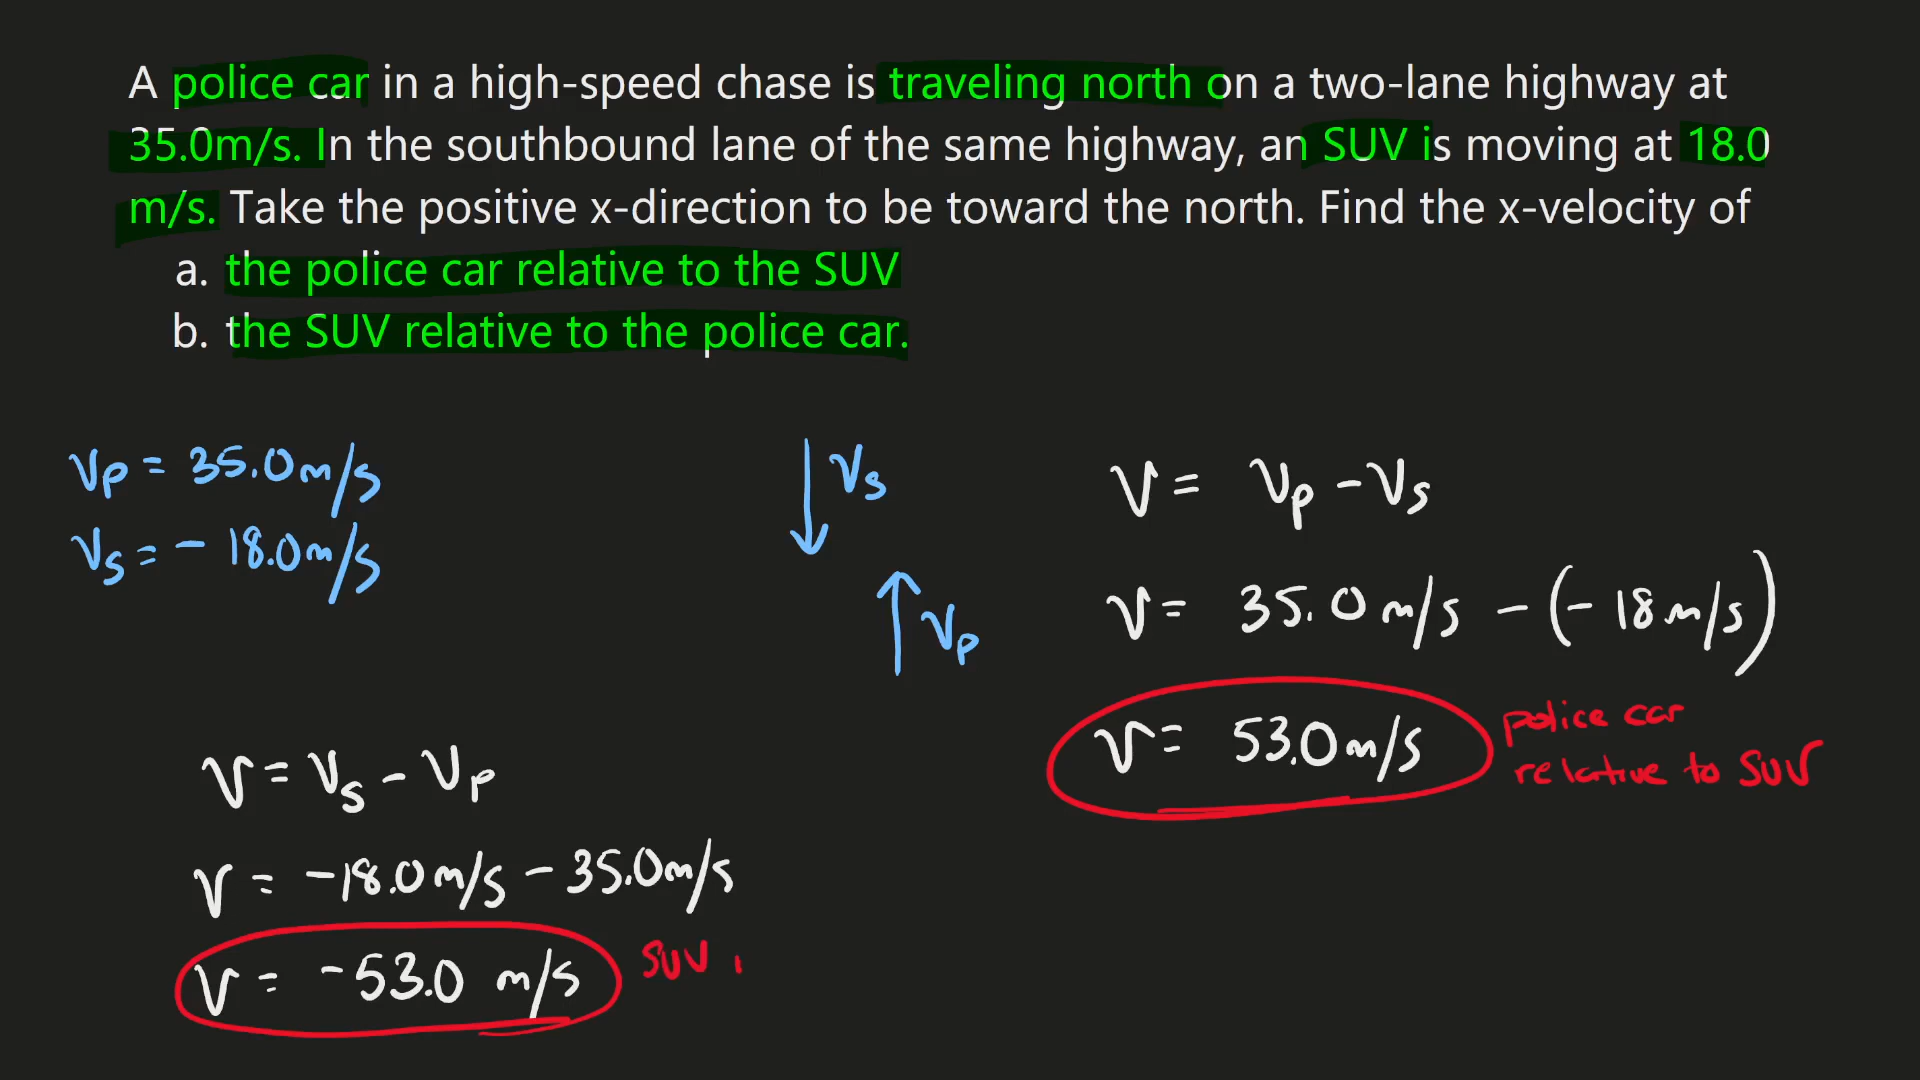 A police car in a high-speed chase is traveling north on a two-lane highway at
35.0m/s. In the southbound lane of the same highway, an SUV is moving at 18.0
m/s. Take the positive x-direction to be toward the north. Find the x-velocity of
a. the police car relative to the SUV
b. the SUV relative to the police car.
vp = 35.0m/s
vs = - 18.0m/s
vs
vp
v = vp - vs
v = 35.0 m/s - (- 18 m/s)
v = 53.0 m/s
police car
relative to SUV
v = vs - vp
v = -18.0 m/s - 35.0m/s
v = -53.0 m/s
SUV